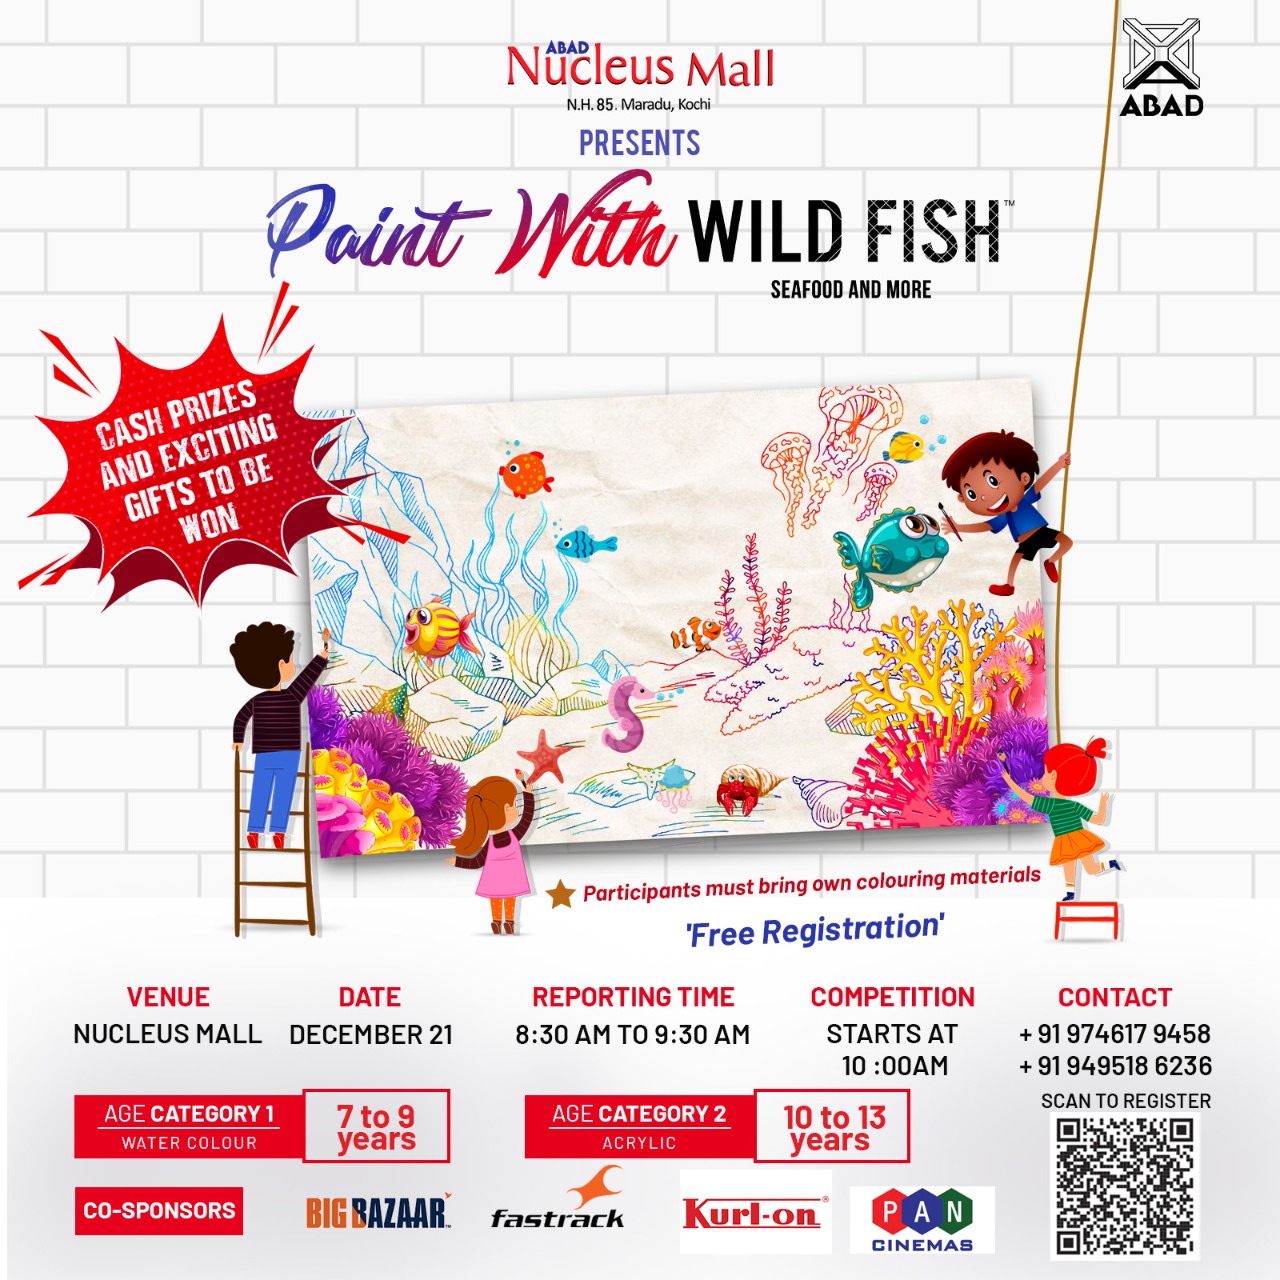 ABAD
Nucleus Mall
N.H. 85. Maradu, Kochi
ABAD
PRESENTS
Paint With WILD FISH™
SEAFOOD AND MORE
CASH PRIZES
AND EXCITING
GIFTS TO BE
WON
Participants must bring own colouring materials
'Free Registration'
VENUE
NUCLEUS MALL
DATE
DECEMBER 21
REPORTING TIME
8:30 AM TO 9:30 AM
COMPETITION
STARTS AT
10 :00AM
CONTACT
+ 91 974617 9458
+ 91 949518 6236
AGE CATEGORY 1
WATER COLOUR
7 to 9
years
AGE CATEGORY 2
ACRYLIC
10 to 13
years
SCAN TO REGISTER
CO-SPONSORS
BIG BAZAAR
fastrack
Kurl-on®
PAN
CINEMAS